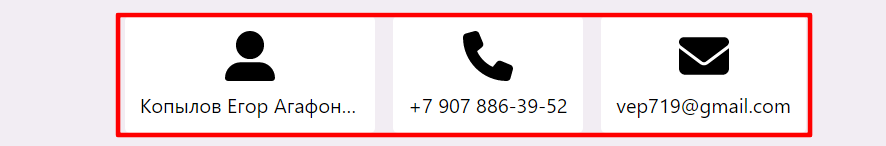 Копылов Егор Агафон...
+7 907 886-39-52
vep719@gmail.com